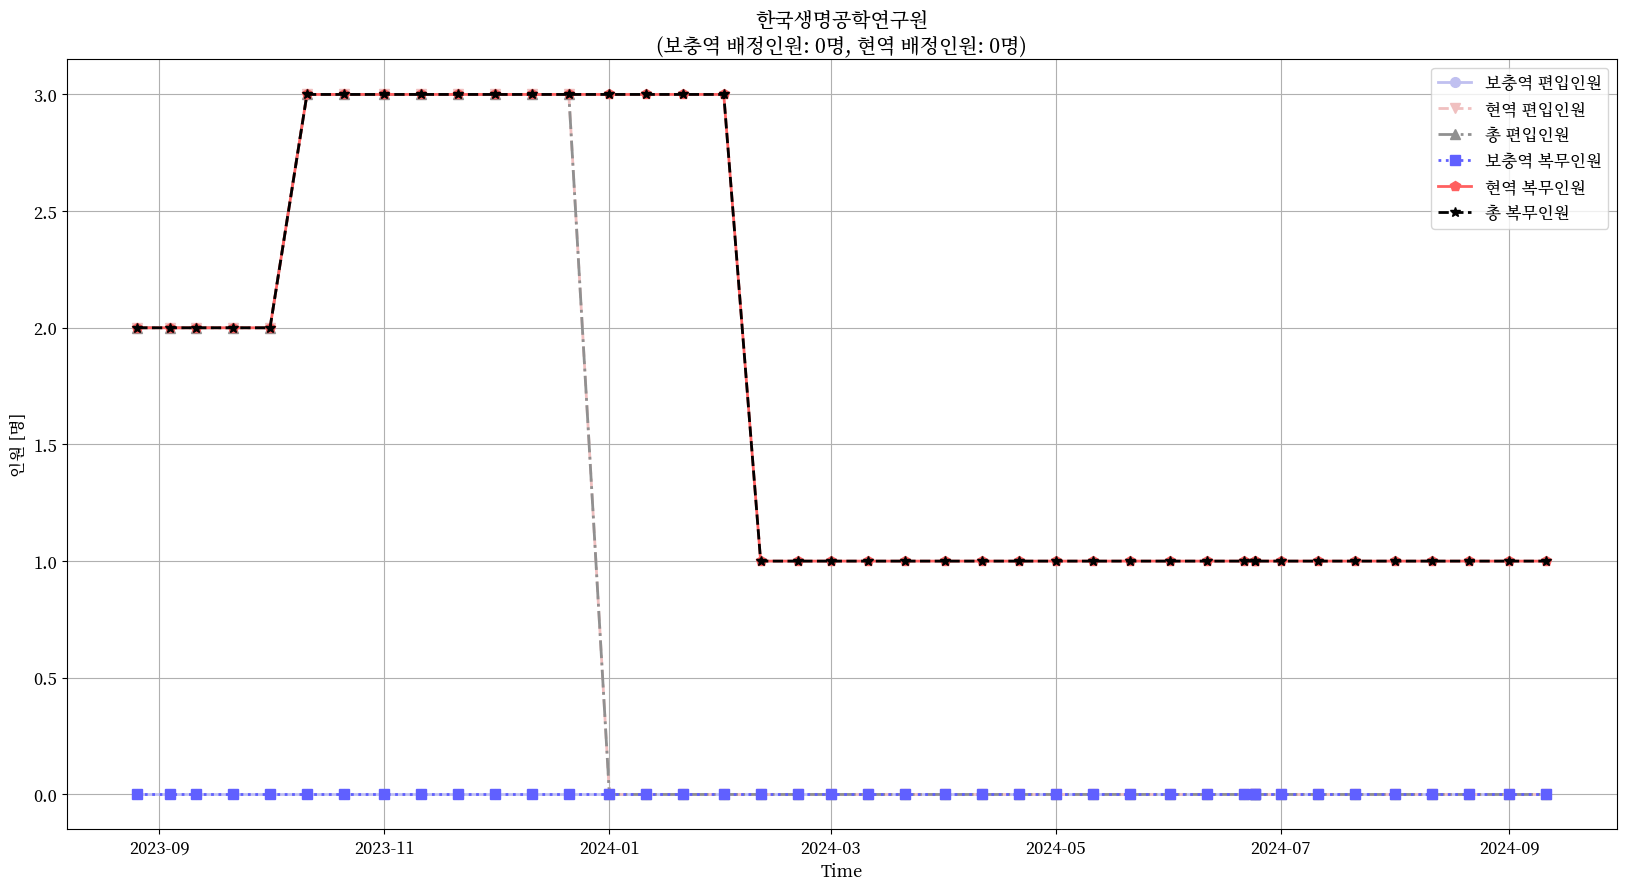 한국생명공학연구원
(보충역 배정인원: 0명, 현역 배정인원: 0명)
보충역 편입인원
현역 편입인원
총 편입인원
보충역 복무인원
현역 복무인원
총 복무인원
인원 [명]
3.0
2.5
2.0
1.5
1.0
0.5
0.0
2023-09
2023-11
2024-01
2024-03
2024-05
2024-07
2024-09
Time